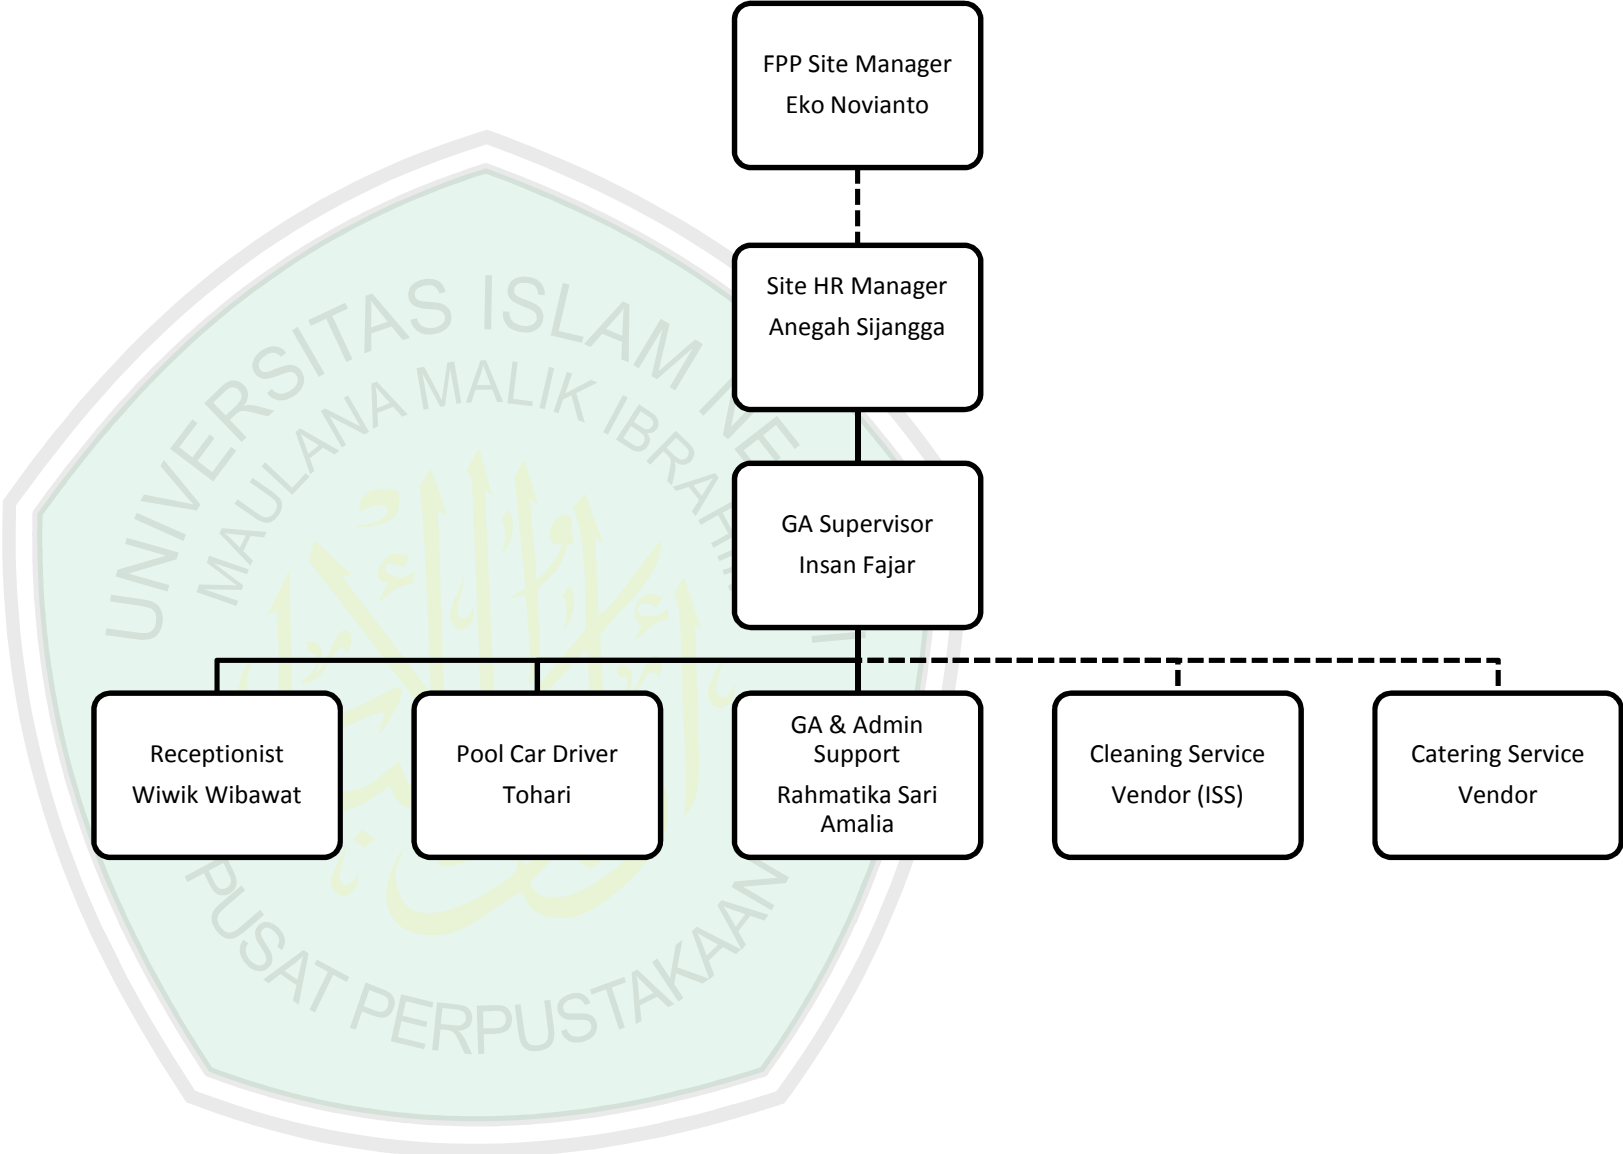 FPP Site Manager
Eko Novianto
Site HR Manager
Anegah Sijangga
GA Supervisor
Insan Fajar
Receptionist
Wiwik Wibawat
Pool Car Driver
Tohari
GA & Admin
Support
Rahmatika Sari
Amalia
Cleaning Service
Vendor (ISS)
Catering Service
Vendor
UNIVERSITAS ISLAM NE
MAULANA MALIK IBRAHI
PUSAT PERPUSTAKAAN